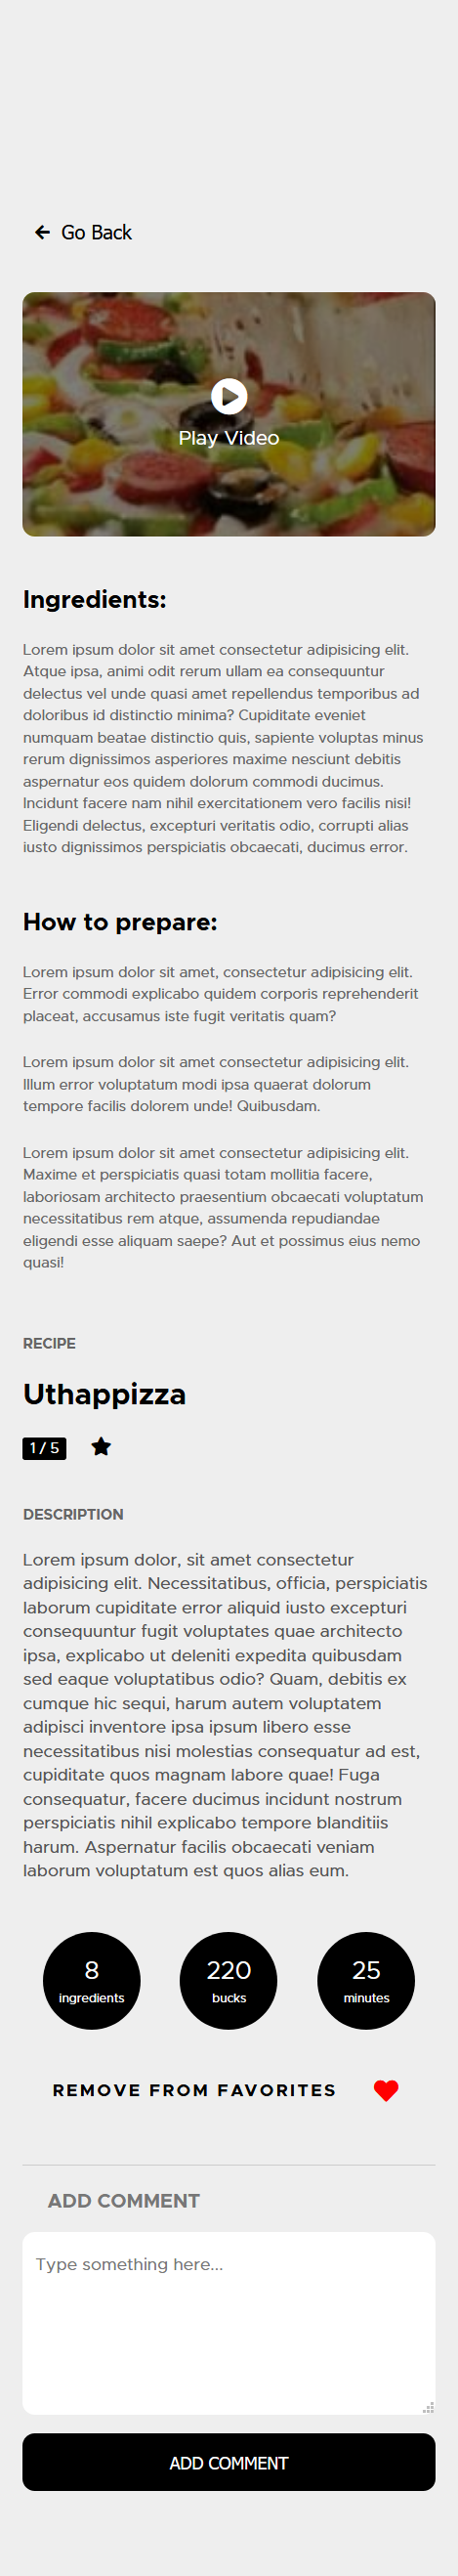 Go Back
Play Video
Ingredients:
Lorem ipsum dolor sit amet consectetur adipisicing elit.
Atque ipsa, animi odit rerum ullam ea consequuntur
delectus vel unde quasi amet repellendus temporibus ad
doloribus id distinctio minima? Cupiditate eveniet
numquam beatae distinctio quis, sapiente voluptas minus
rerum dignissimos asperiores maxime nesciunt debitis
aspernatur eos quidem dolorum commodi ducimus.
Incidunt facere nam nihil exercitationem vero facilis nisi!
Eligendi delectus, excepturi veritatis odio, corrupti alias
iusto dignissimos perspiciatis obcaecati, ducimus error.
How to prepare:
Lorem ipsum dolor sit amet, consectetur adipisicing elit.
Error commodi explicabo quidem corporis reprehenderit
placeat, accusamus iste fugit veritatis quam?
Lorem ipsum dolor sit amet consectetur adipisicing elit.
Illum error voluptatum modi ipsa quaerat dolorum
tempore facilis dolorem unde! Quibusdam.
Lorem ipsum dolor sit amet consectetur adipisicing elit.
Maxime et perspiciatis quasi totam mollitia facere,
laboriosam architecto praesentium obcaecati voluptatum
necessitatibus rem atque, assumenda repudiandae
eligendi esse aliquam saepe? Aut et possimus eius nemo
quasi!
RECIPE
Uthappizza
1 / 5
DESCRIPTION
Lorem ipsum dolor, sit amet consectetur
adipisicing elit. Necessitatibus, officia, perspiciatis
laborum cupiditate error aliquid iusto excepturi
consequuntur fugit voluptates quae architecto
ipsa, explicabo ut deleniti expedita quibusdam
sed eaque voluptatibus odio? Quam, debitis ex
cumque hic sequi, harum autem voluptatem
adipisci inventore ipsa ipsum libero esse
necessitatibus nisi molestias consequatur ad est,
cupiditate quos magnam labore quae! Fuga
consequatur, facere ducimus incidunt nostrum
perspiciatis nihil explicabo tempore blanditiis
harum. Aspernatur facilis obcaecati veniam
laborum voluptatum est quos alias eum.
8
ingredients
220
bucks
25
minutes
REMOVE FROM FAVORITES
ADD COMMENT
Type something here...
ADD COMMENT